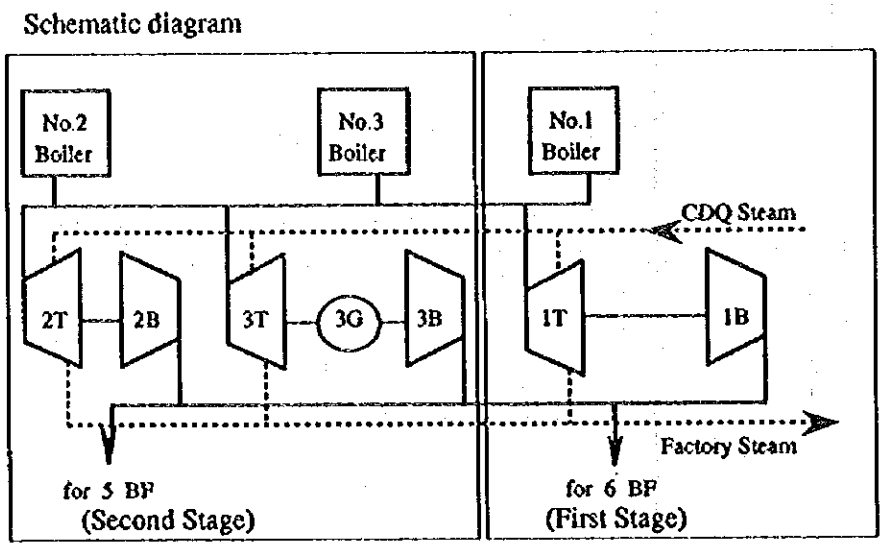 Schematic diagram
No.2
Boiler
No.3
Boiler
No.1
Boiler
CDQ Steam
2T
2B
3T
3G
3B
1T
1B
Factory Steam
for 5 BF
(Second Stage)
for 6 BF
(First Stage)